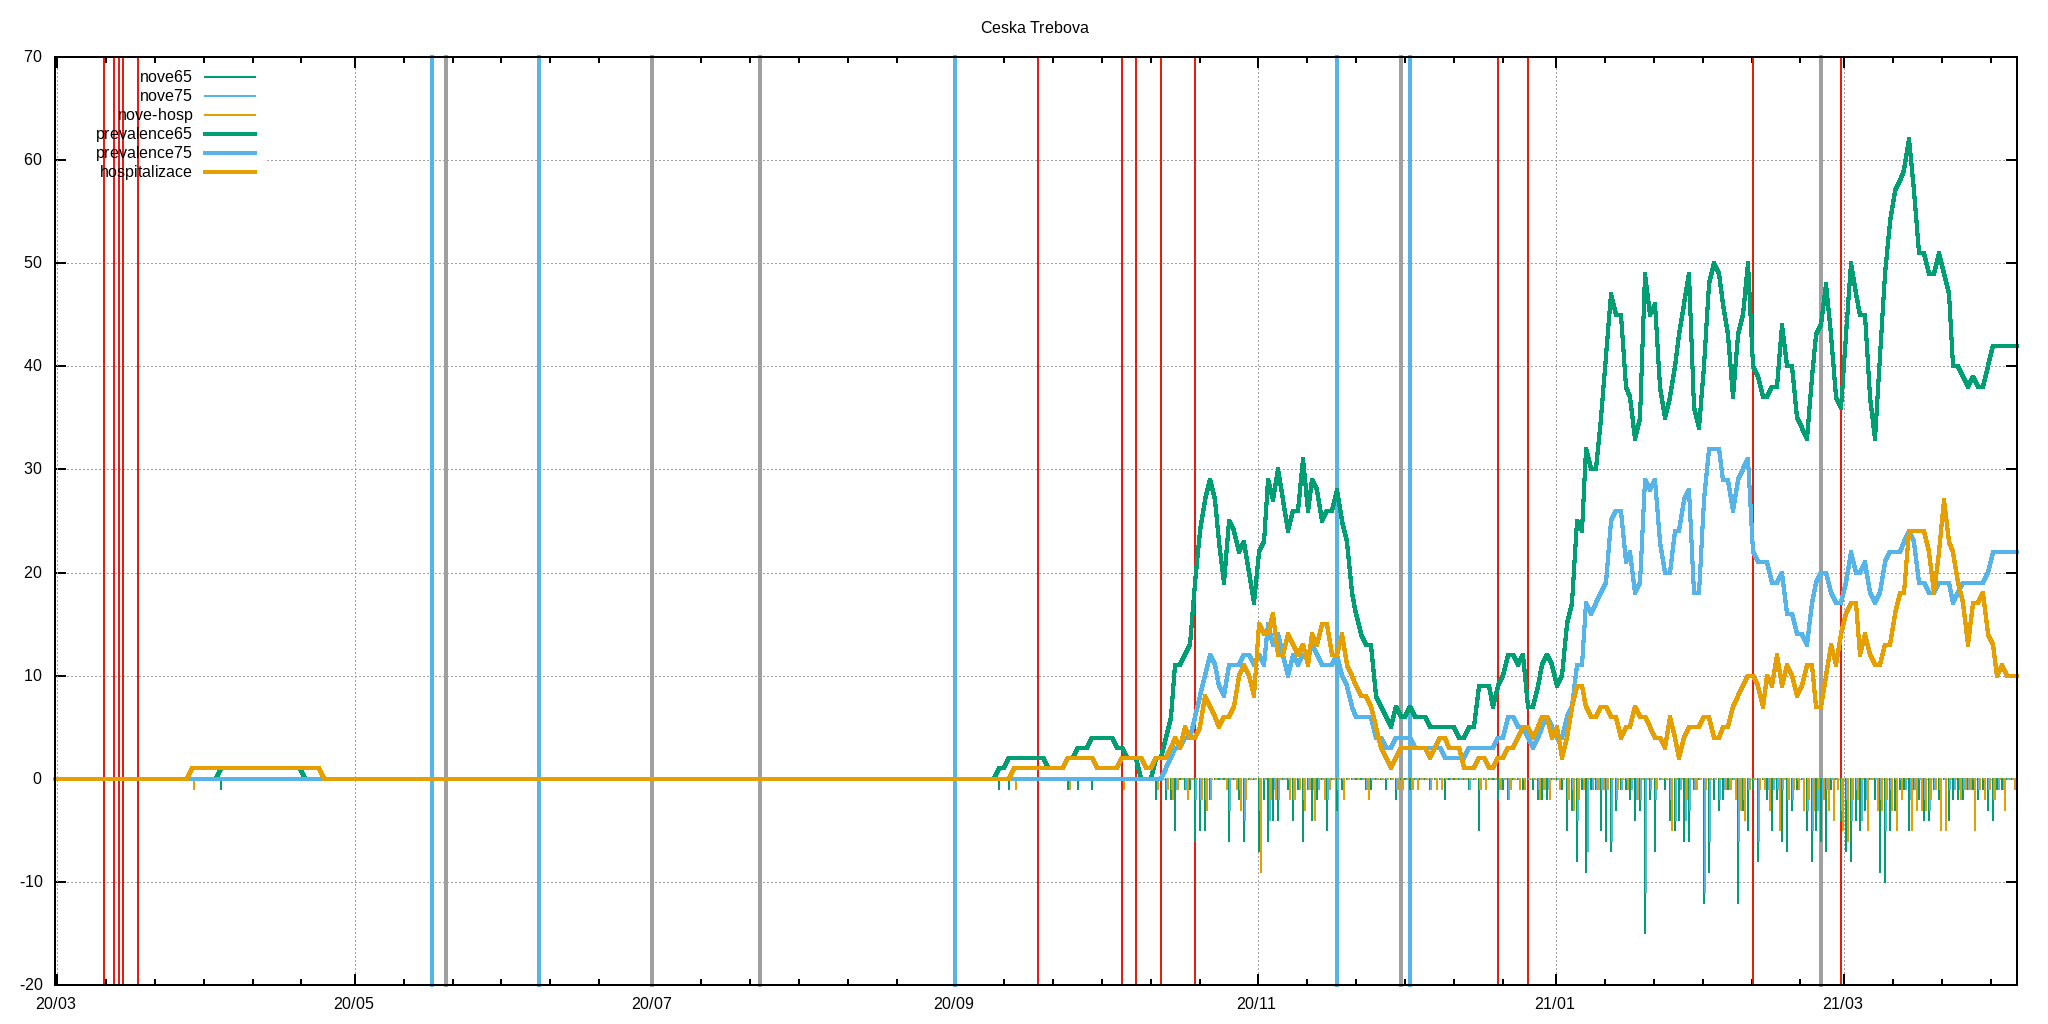 Ceska Trebova
70
60
50
40
30
20
10
0
-10
-20
nove65
nove75
nove-hosp
prevalence65
prevalence75
hospitalizace
20/03 20/05 20/07 20/09 20/11 21/01 21/03